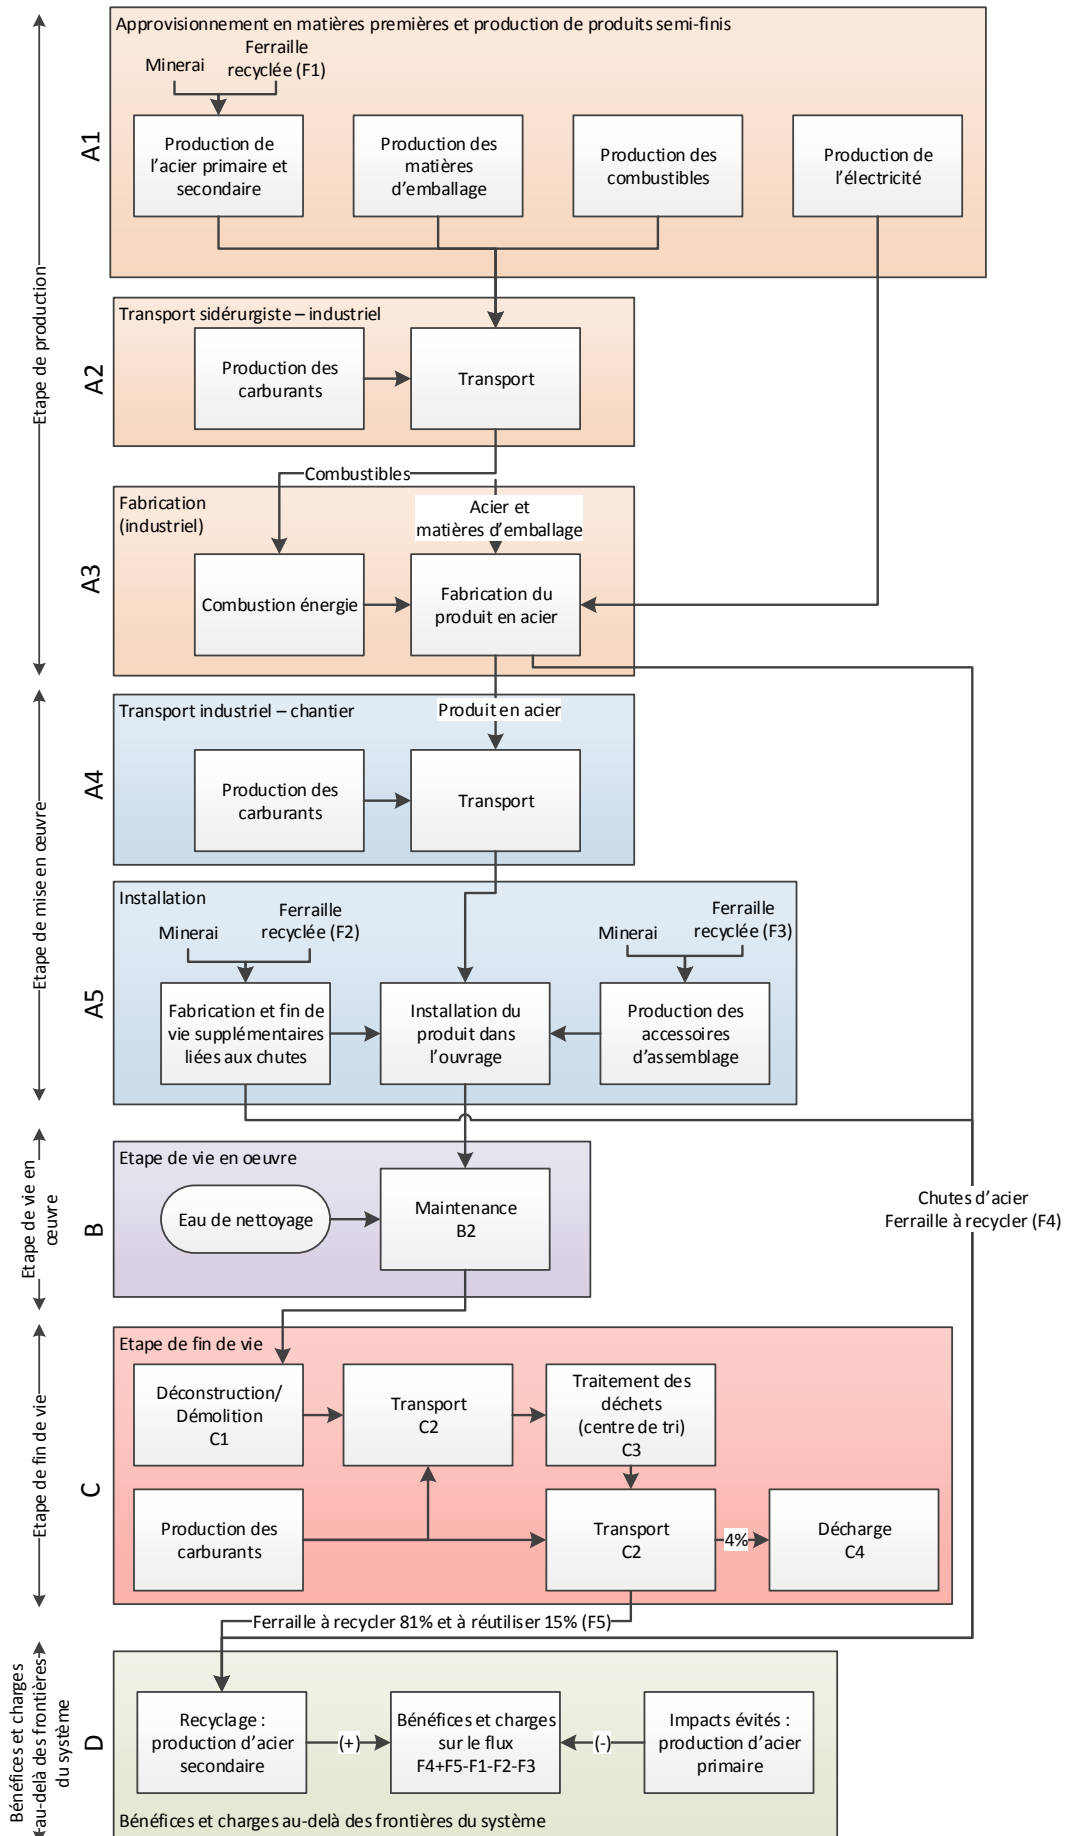 Approvisionnement en matières premières et production de produits semi-finis
Minerai
Ferraille
recyclée (F1)
A1
Production de
l'acier primaire et
secondaire
Production des
matières
d'emballage
Production des
combustibles
Production de
l'électricité
Etape de production
Transport sidérurgiste – industriel
A2
Production des
carburants
Transport
Combustibles
Fabrication
(industriel)
Acier et
matières d'emballage
A3
Combustion énergie
Fabrication du
produit en acier
Transport industriel – chantier
Produit en acier
A4
Production des
carburants
Transport
Etape de mise en œuvre
Installation
Minerai
Ferraille
recyclée (F2)
Minerai
Ferraille
recyclée (F3)
A5
Fabrication et fin de
vie supplémentaires
liées aux chutes
Installation du
produit dans
l'ouvrage
Production des
accessoires
d'assemblage
Etape de vie en
œuvre
B
Etape de vie en oeuvre
Eau de nettoyage
Maintenance
B2
Chutes d'acier
Ferraille à recycler (F4)
Etape de fin de vie
C
Etape de fin de vie
Déconstruction/
Démolition
C1
Transport
C2
Traitement des
déchets
(centre de tri)
C3
Production des
carburants
Transport
C2
4%
Décharge
C4
Ferraille à recycler 81% et à réutiliser 15% (F5)
Bénéfices et charges
au-delà des frontières
du système
D
Recyclage :
production d'acier
secondaire
(+)
Bénéfices et charges
sur le flux
F4+F5-F1-F2-F3
(-)
Impacts évités :
production d'acier
primaire
Bénéfices et charges au-delà des frontières du système